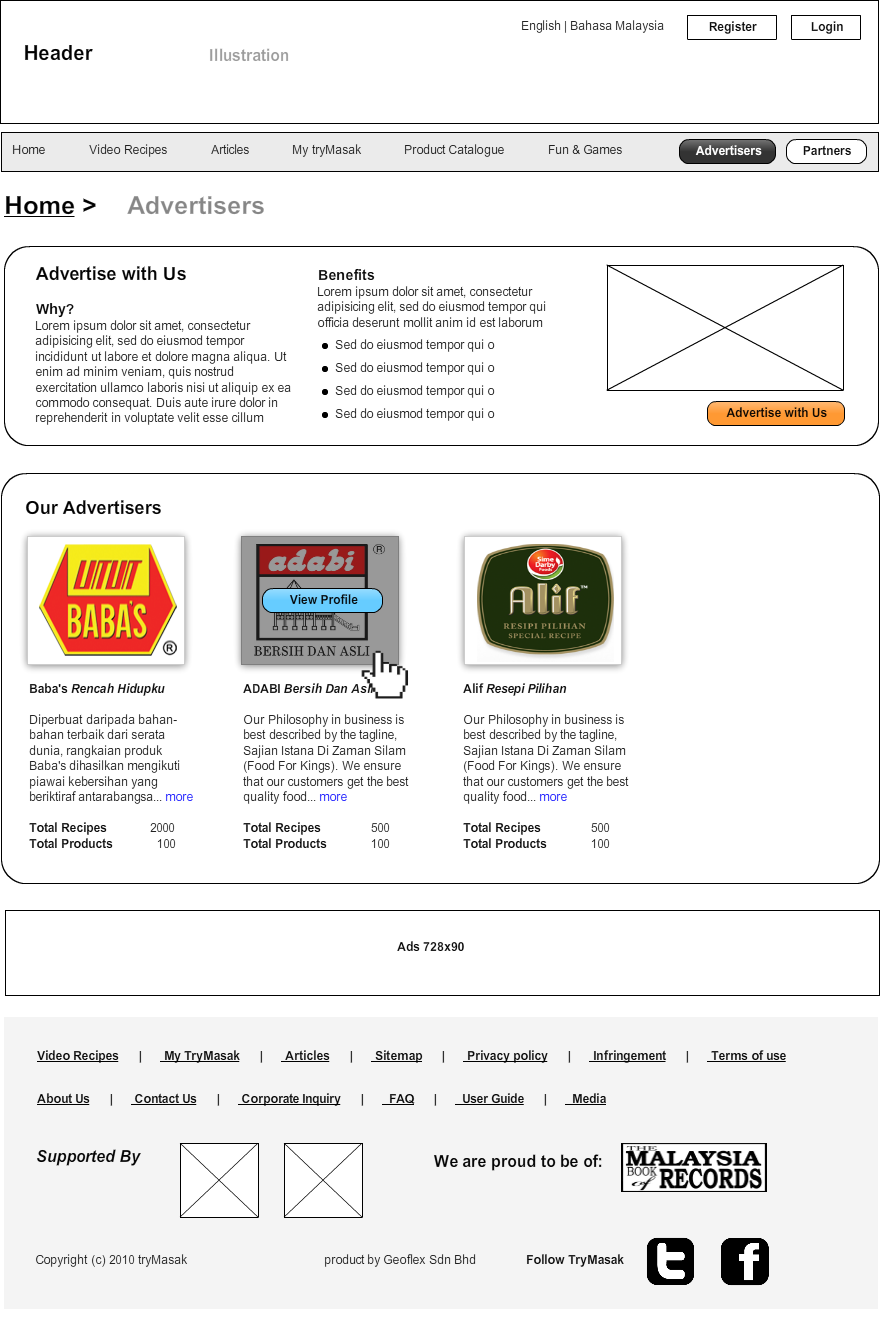 English | Bahasa Malaysia
Register
Login
Header
Illustration
Home
Video Recipes
Articles
My tryMasak
Product Catalogue
Fun & Games
Advertisers
Partners
Home > Advertisers
Advertise with Us
Why?
Lorem ipsum dolor sit amet, consectetur
adipisicing elit, sed do eiusmod tempor
incididunt ut labore et dolore magna aliqua. Ut
enim ad minim veniam, quis nostrud
exercitation ullamco laboris nisi ut aliquip ex ea
commodo consequat. Duis aute irure dolor in
reprehenderit in voluptate velit esse cillum
Benefits
Lorem ipsum dolor sit amet, consectetur
adipisicing elit, sed do eiusmod tempor qui
officia deserunt mollit anim id est laborum
Sed do eiusmod tempor qui o
Sed do eiusmod tempor qui o
Sed do eiusmod tempor qui o
Sed do eiusmod tempor qui o
Advertise with Us
Our Advertisers
BABA'S
®
Baba's Rencah Hidupku
Diperbuat daripada bahan-
bahan terbaik dari serata
dunia, rangkaian produk
Baba's dihasilkan mengikuti
piawai kebersihan yang
beriktiraf antarabangsa... more
Total Recipes 2000
Total Products 100
adabi ®
View Profile
BERSIH DAN ASLI
ADABI Bersih Dan Asli
Our Philosophy in business is
best described by the tagline,
Sajian Istana Di Zaman Silam
(Food For Kings). We ensure
that our customers get the best
quality food... more
Total Recipes 500
Total Products 100
Sime
Darby
Foods
Alif™
RESIPI PILIHAN
SPECIAL RECIPE
Alif Resepi Pilihan
Our Philosophy in business is
best described by the tagline,
Sajian Istana Di Zaman Silam
(Food For Kings). We ensure
that our customers get the best
quality food... more
Total Recipes 500
Total Products 100
Ads 728x90
Video Recipes | My TryMasak | Articles | Sitemap | Privacy policy | Infringement | Terms of use
About Us | Contact Us | Corporate Inquiry | FAQ | User Guide | Media
Supported By
We are proud to be of:
THE
MALAYSIA
BOOK
of RECORDS
Copyright (c) 2010 tryMasak
product by Geoflex Sdn Bhd
Follow TryMasak